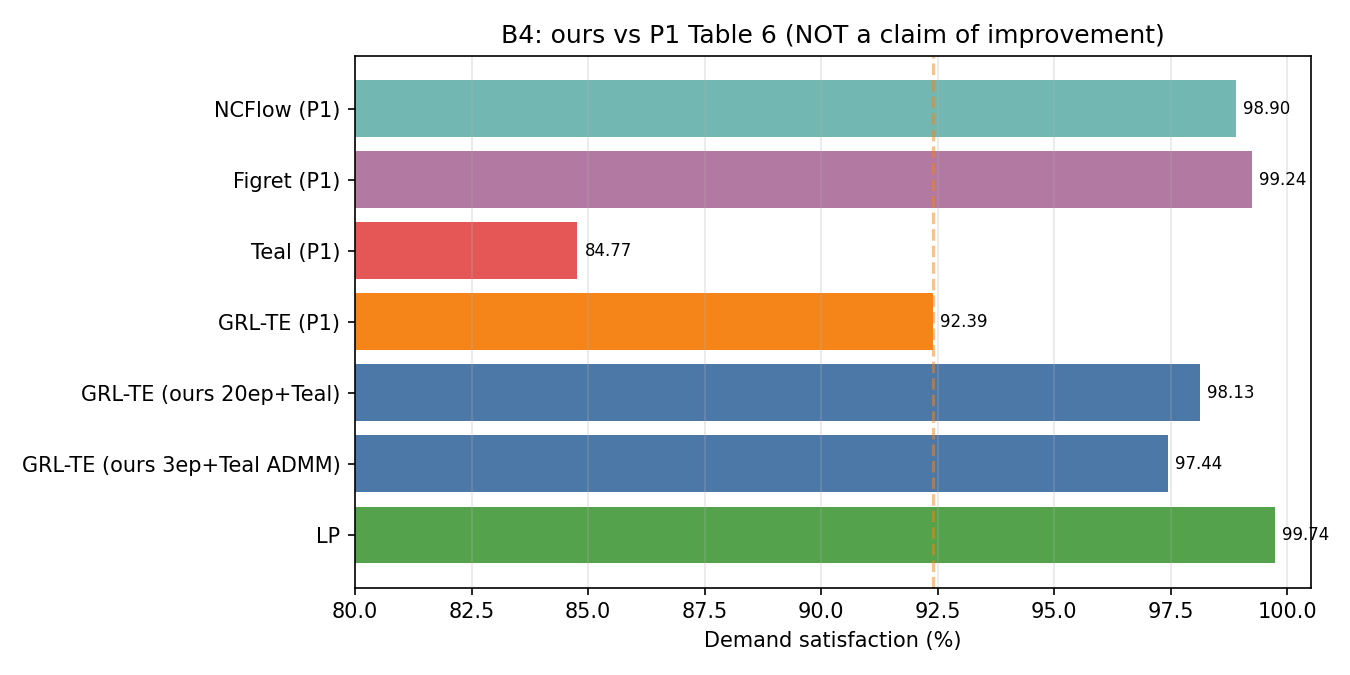 B4: ours vs P1 Table 6 (NOT a claim of improvement)
NCFlow (P1)
98.90
Figret (P1)
99.24
Teal (P1)
84.77
GRL-TE (P1)
92.39
GRL-TE (ours 20ep+Teal)
98.13
GRL-TE (ours 3ep+Teal ADMM)
97.44
LP
99.74
80.0 82.5 85.0 87.5 90.0 92.5 95.0 97.5 100.0
Demand satisfaction (%)